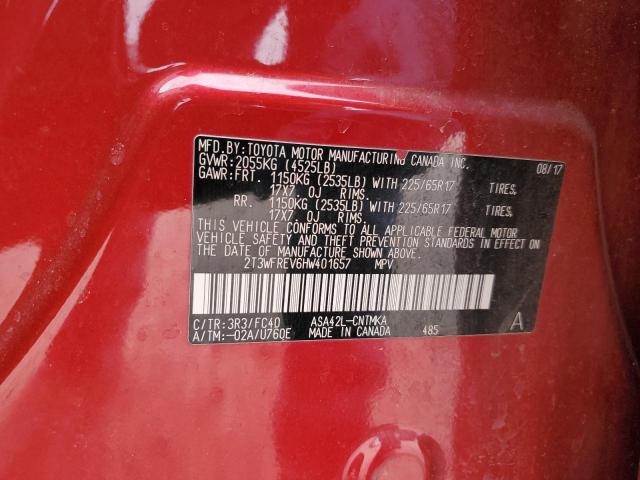 MFD.BY: TOYOTA MOTOR MANUFACTURING CANADA INC. 08/17
GVWR: 2055KG (4525LB)
GAWR: FRT. 1150KG (2535LB) WITH 225/65R17 TIRES,
17X7. 0J RIMS.
RR. 1150KG (2535LB) WITH 225/65R17 TIRES,
17X7. 0J RIMS.
THIS VEHICLE CONFORMS TO ALL APPLICABLE FEDERAL MOTOR
VEHICLE SAFETY AND THEFT PREVENTION STANDARDS IN EFFECT ON
THE DATE OF MANUFACTURE SHOWN ABOVE.
2T3WFREV6HW401657 MPV
C/TR: 3R3/FC40 ASA42L-CNTMKA A
A/TM: -02A/U760E MADE IN CANADA 485